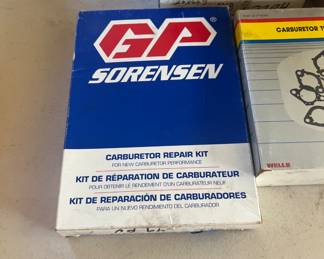 GP
SORENSEN
CARBURETOR REPAIR KIT
FOR NEW CARBURETOR PERFORMANCE
KIT DE RÉPARATION DE CARBURATEUR
POUR OBTENIR LE RENDEMENT D'UN CARBURATEUR NEUF
KIT DE REPARACIÓN DE CARBURADORES
PARA UN NUEVO RENDIMIENTO DEL CARBURADOR
CARBURETOR
WELLS